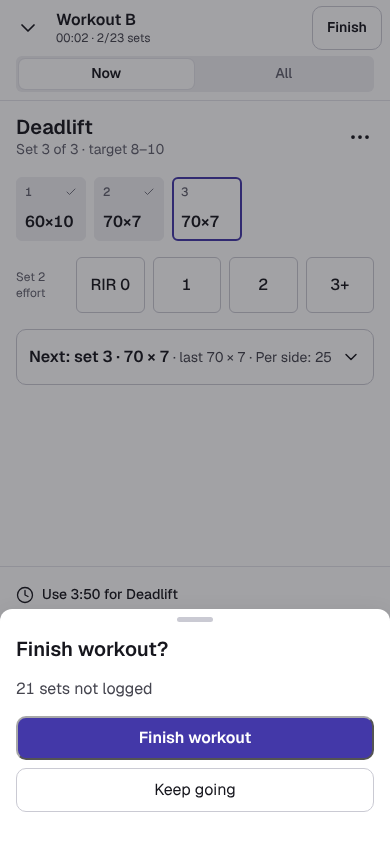 Workout B
00:02 · 2/23 sets
Finish
Now
All
Deadlift
Set 3 of 3 · target 8–10
1
60×10
2
70×7
3
70×7
Set 2
effort
RIR 0
1
2
3+
Next: set 3 · 70 × 7 · last 70 × 7 · Per side: 25
Use 3:50 for Deadlift
Finish workout?
21 sets not logged
Finish workout
Keep going